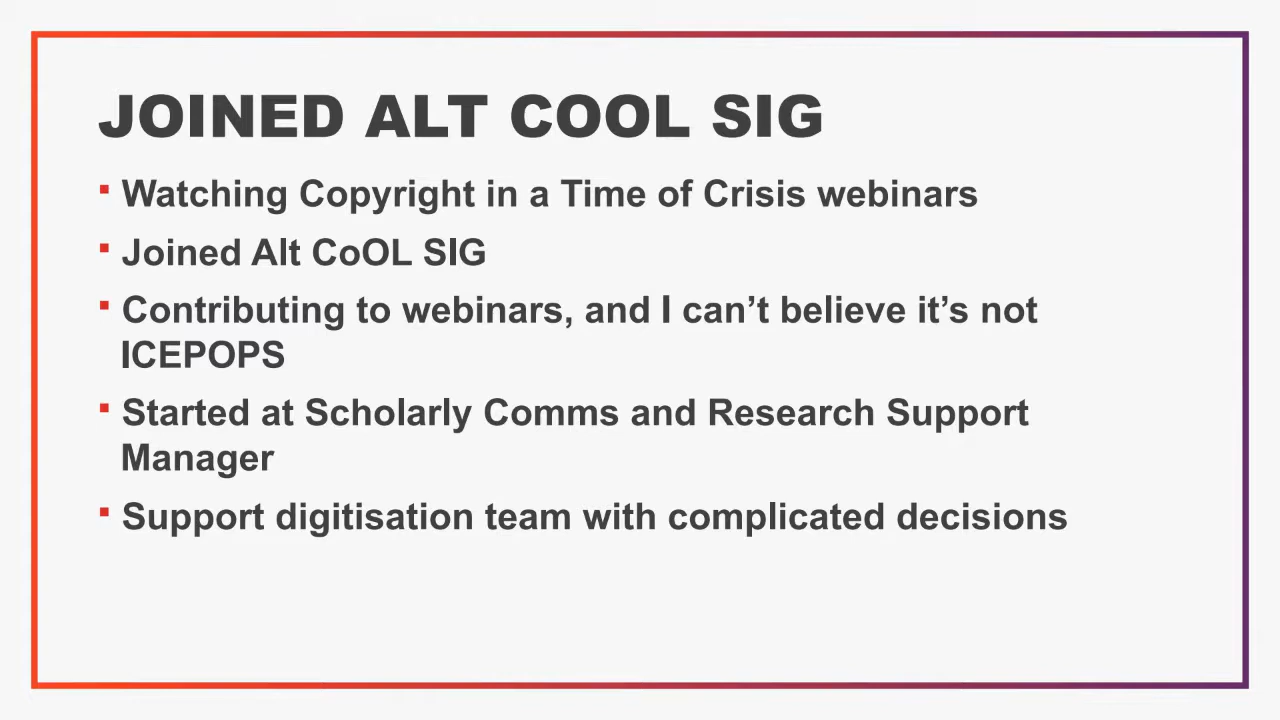 JOINED ALT COOL SIG
▪ Watching Copyright in a Time of Crisis webinars
▪ Joined Alt CoOL SIG
▪ Contributing to webinars, and I can’t believe it’s not
ICEPOPS
▪ Started at Scholarly Comms and Research Support
Manager
▪ Support digitisation team with complicated decisions